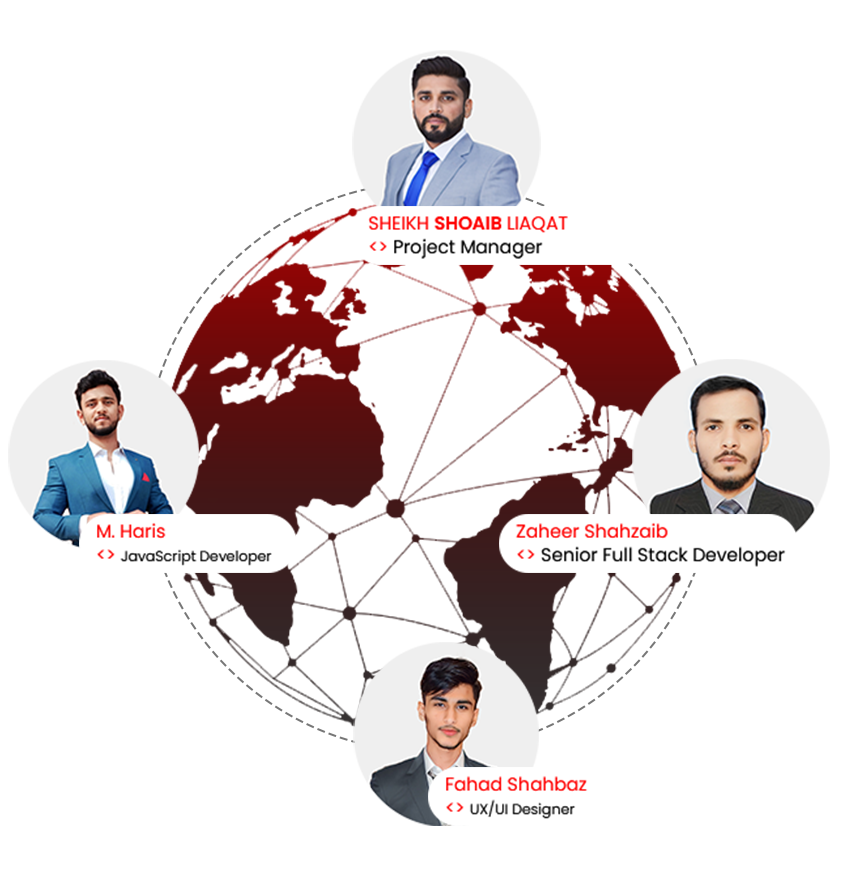 SHEIKH SHOAIB LIAQAT
<> Project Manager
M. Haris
<> JavaScript Developer
Zaheer Shahzaib
<> Senior Full Stack Developer
Fahad Shahbaz
<> UX/UI Designer